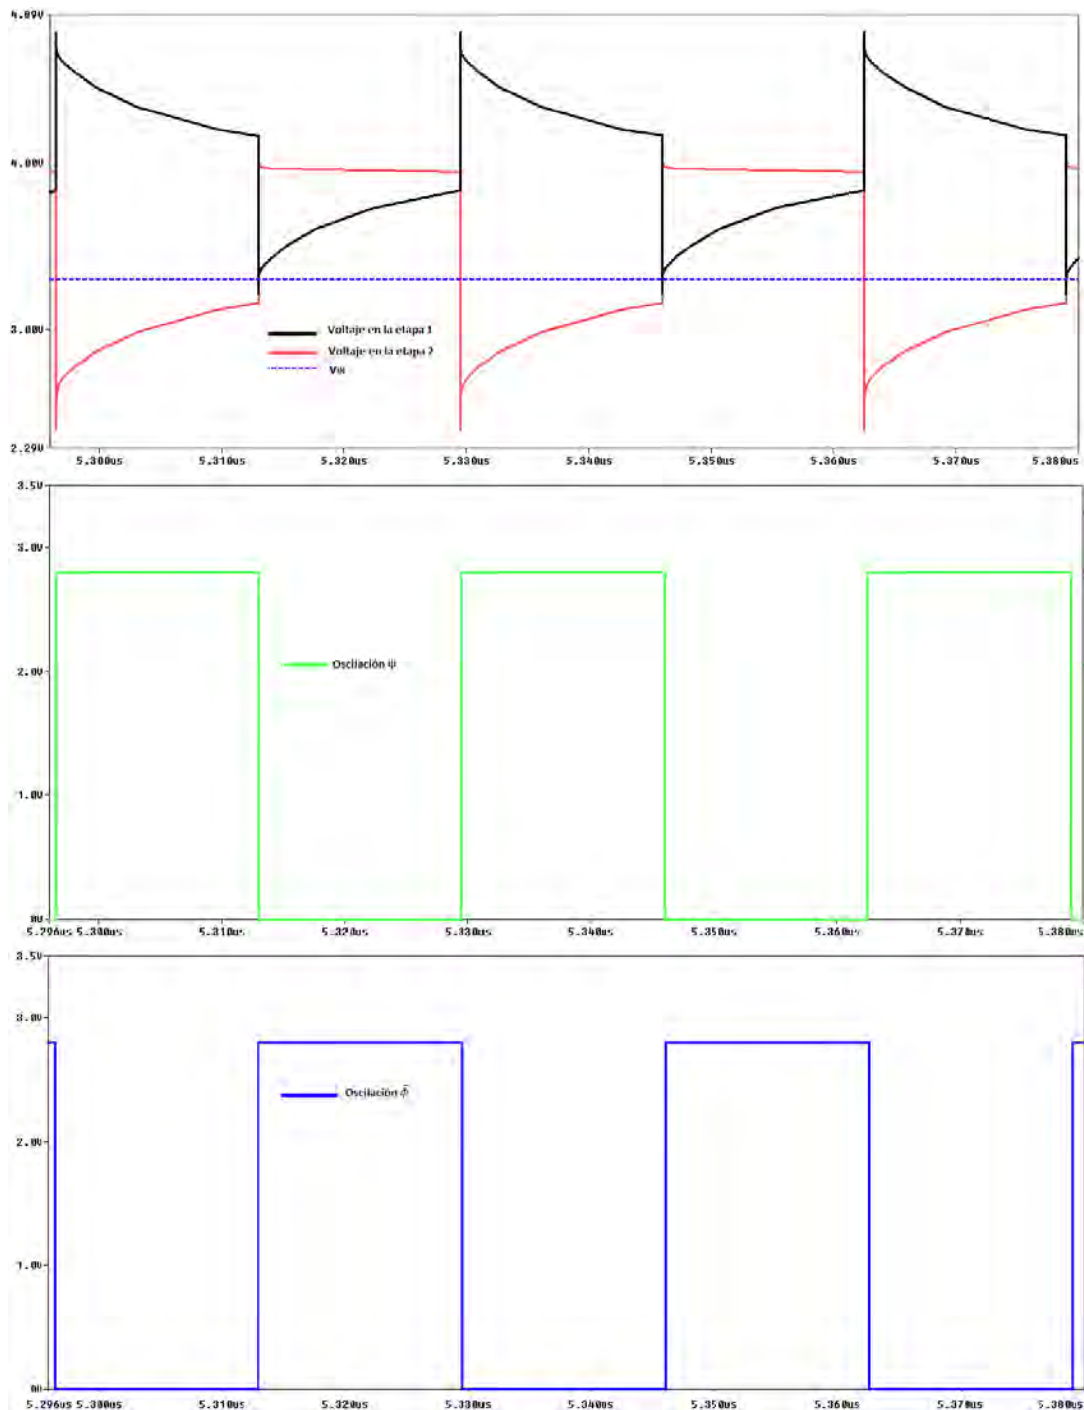 4.89V
4.00V
3.00V
2.29V
Voltaje en la etapa 1
Voltaje en la etapa 2
5.300us 5.310us 5.320us 5.330us 5.340us 5.350us 5.360us 5.370us 5.380us
3.5V
3.0V
2.0V
1.0V
0V
Oscilación ψ
5.296us 5.300us 5.310us 5.320us 5.330us 5.340us 5.350us 5.360us 5.370us 5.380us
3.5V
3.0V
2.0V
1.0V
0V
Oscilación
5.296us 5.300us 5.310us 5.320us 5.330us 5.340us 5.350us 5.360us 5.370us 5.380us